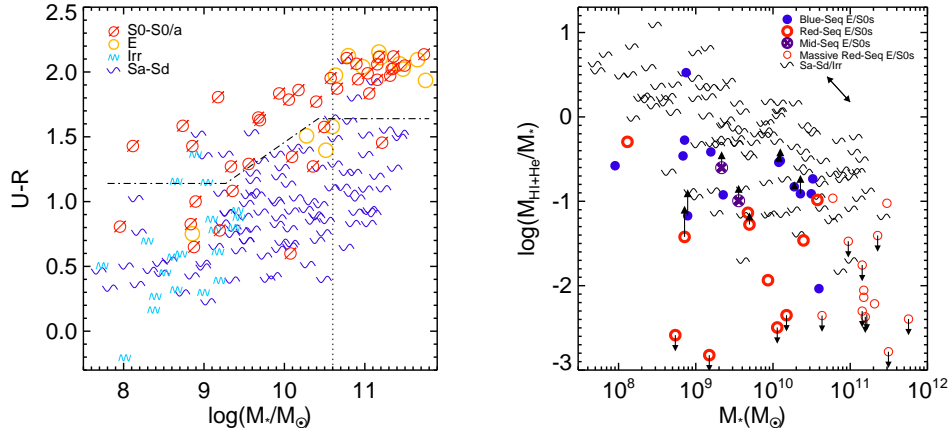 S0-S0/a
E
Irr
Sa-Sd
2.5
2.0
1.5
1.0
0.5
0.0
U-R
8 9 10 11
log(M*/M☉)
Blue-Seq E/S0s
Red-Seq E/S0s
Mid-Seq E/S0s
Massive Red-Seq E/S0s
Sa-Sd/Irr
1
0
-1
-2
-3
log(M_HI+He/M*)
10^8 10^9 10^10 10^11 10^12
M*(M☉)